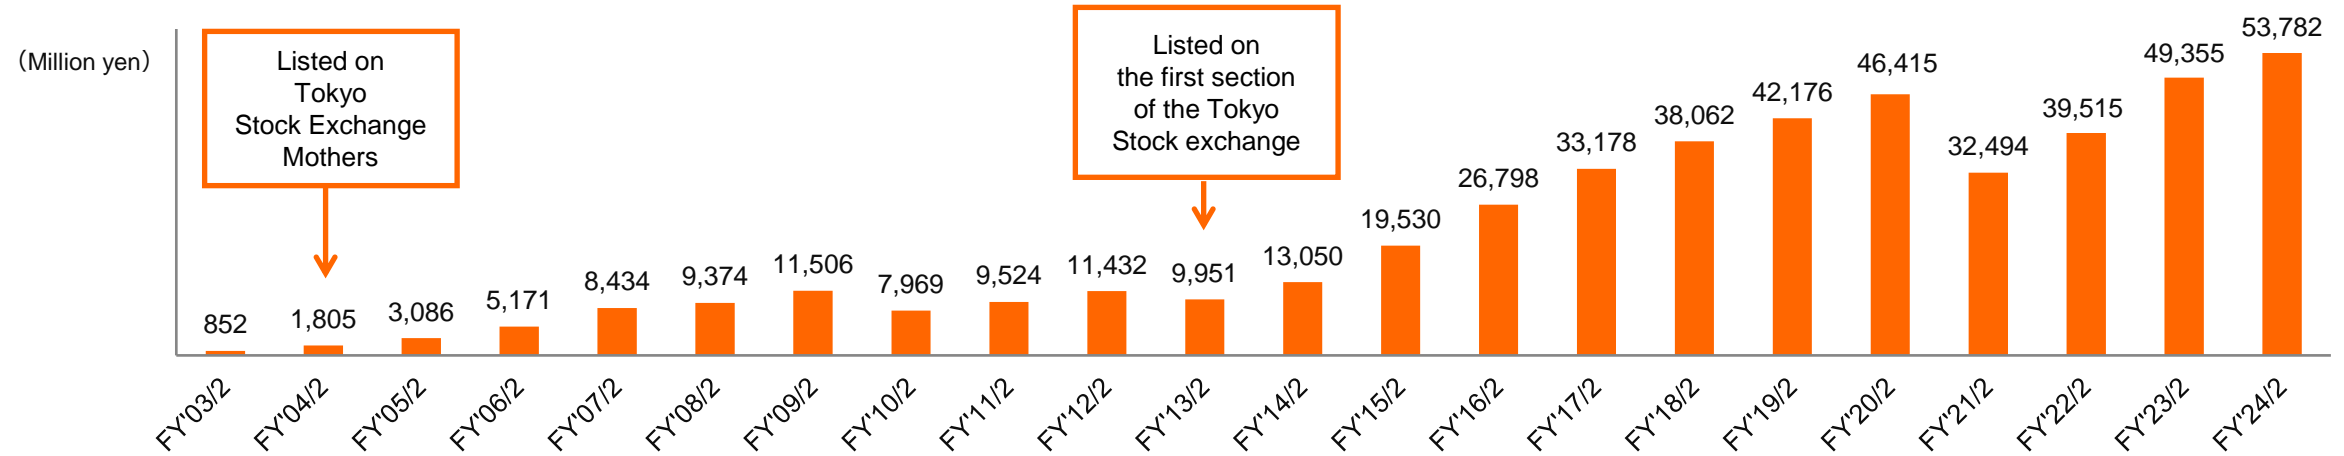 （Million yen）
Listed on
Tokyo
Stock Exchange
Mothers
Listed on
the first section
of the Tokyo
Stock exchange
852
1,805
3,086
5,171
8,434
9,374
11,506
7,969
9,524
11,432
9,951
13,050
19,530
26,798
33,178
38,062
42,176
46,415
32,494
39,515
49,355
53,782
FY'03/2
FY'04/2
FY'05/2
FY'06/2
FY'07/2
FY'08/2
FY'09/2
FY'10/2
FY'11/2
FY'12/2
FY'13/2
FY'14/2
FY'15/2
FY'16/2
FY'17/2
FY'18/2
FY'19/2
FY'20/2
FY'21/2
FY'22/2
FY'23/2
FY'24/2